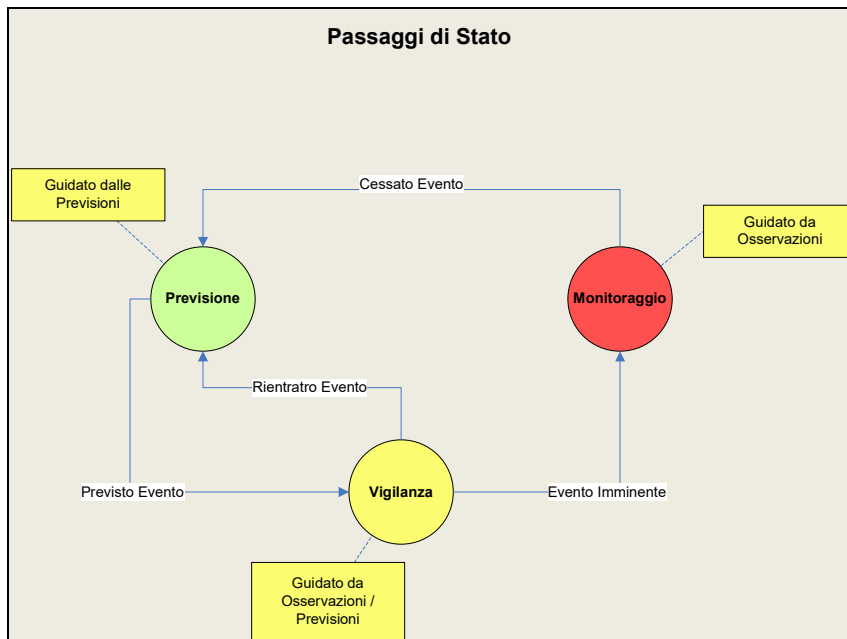 Passaggi di Stato
Cessato Evento
Guidato dalle
Previsioni
Guidato da
Osservazioni
Previsione
Monitoraggio
Rientratro Evento
Previsto Evento
Vigilanza
Evento Imminente
Guidato da
Osservazioni /
Previsioni